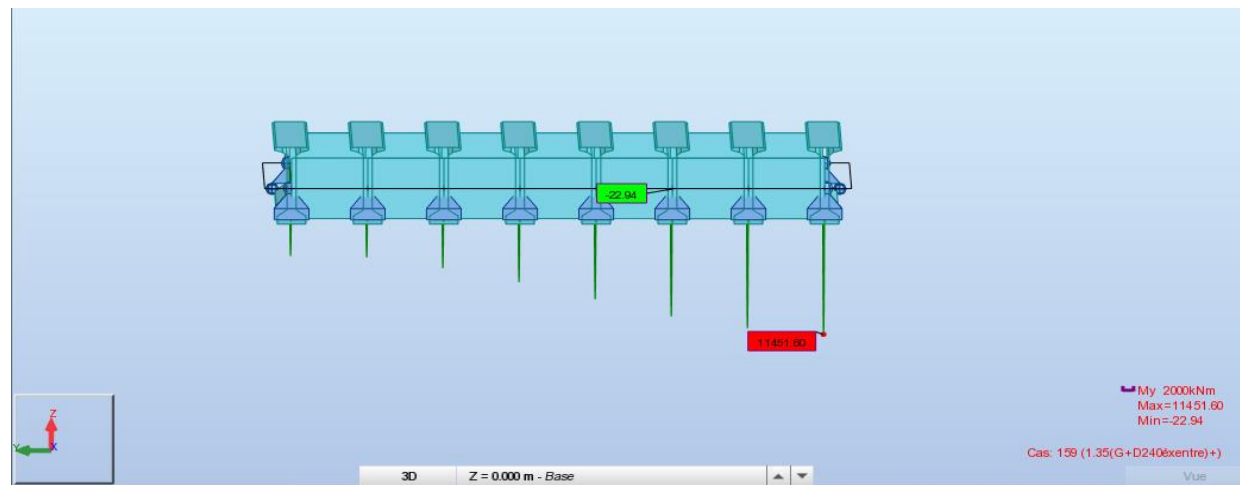 -22.94
11451.60
My 2000kNm
Max=11451.60
Min=-22.94
Cas: 159 (1.35(G+D240éxentre)+)
Z
Y
X
3D Z = 0.000 m - Base
Vue